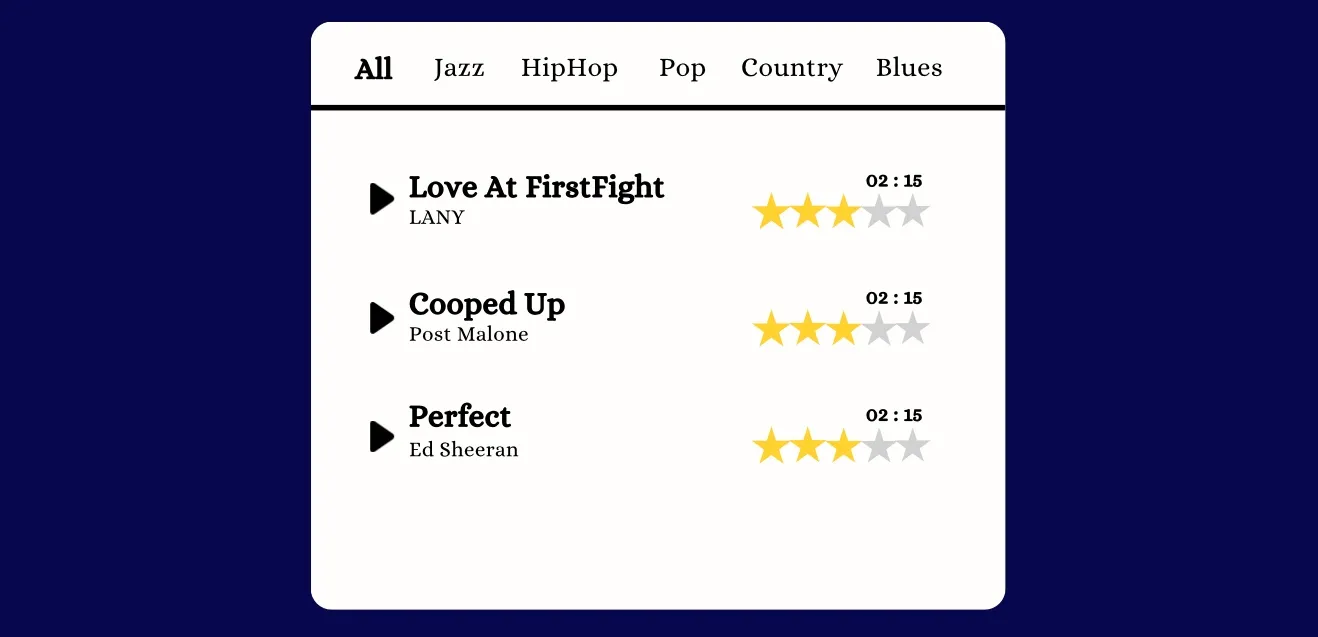 All Jazz HipHop Pop Country Blues
Love At FirstFight
02 : 15
LANY
Cooped Up
02 : 15
Post Malone
Perfect
02 : 15
Ed Sheeran